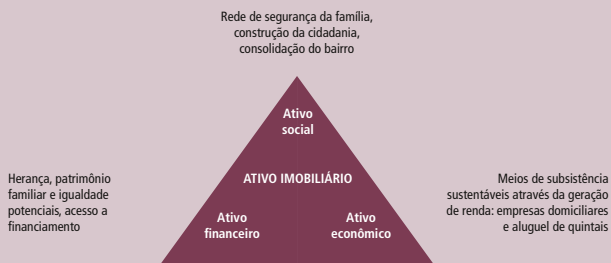 Rede de segurança da família,
construção da cidadania,
consolidação do bairro
Ativo
social
Herança, patrimônio
familiar e igualdade
potenciais, acesso a
financiamento
ATIVO IMOBILIÁRIO
Ativo
financeiro
Ativo
econômico
Meios de subsistência
sustentáveis através da geração
de renda: empresas domiciliares
e aluguel de quintais